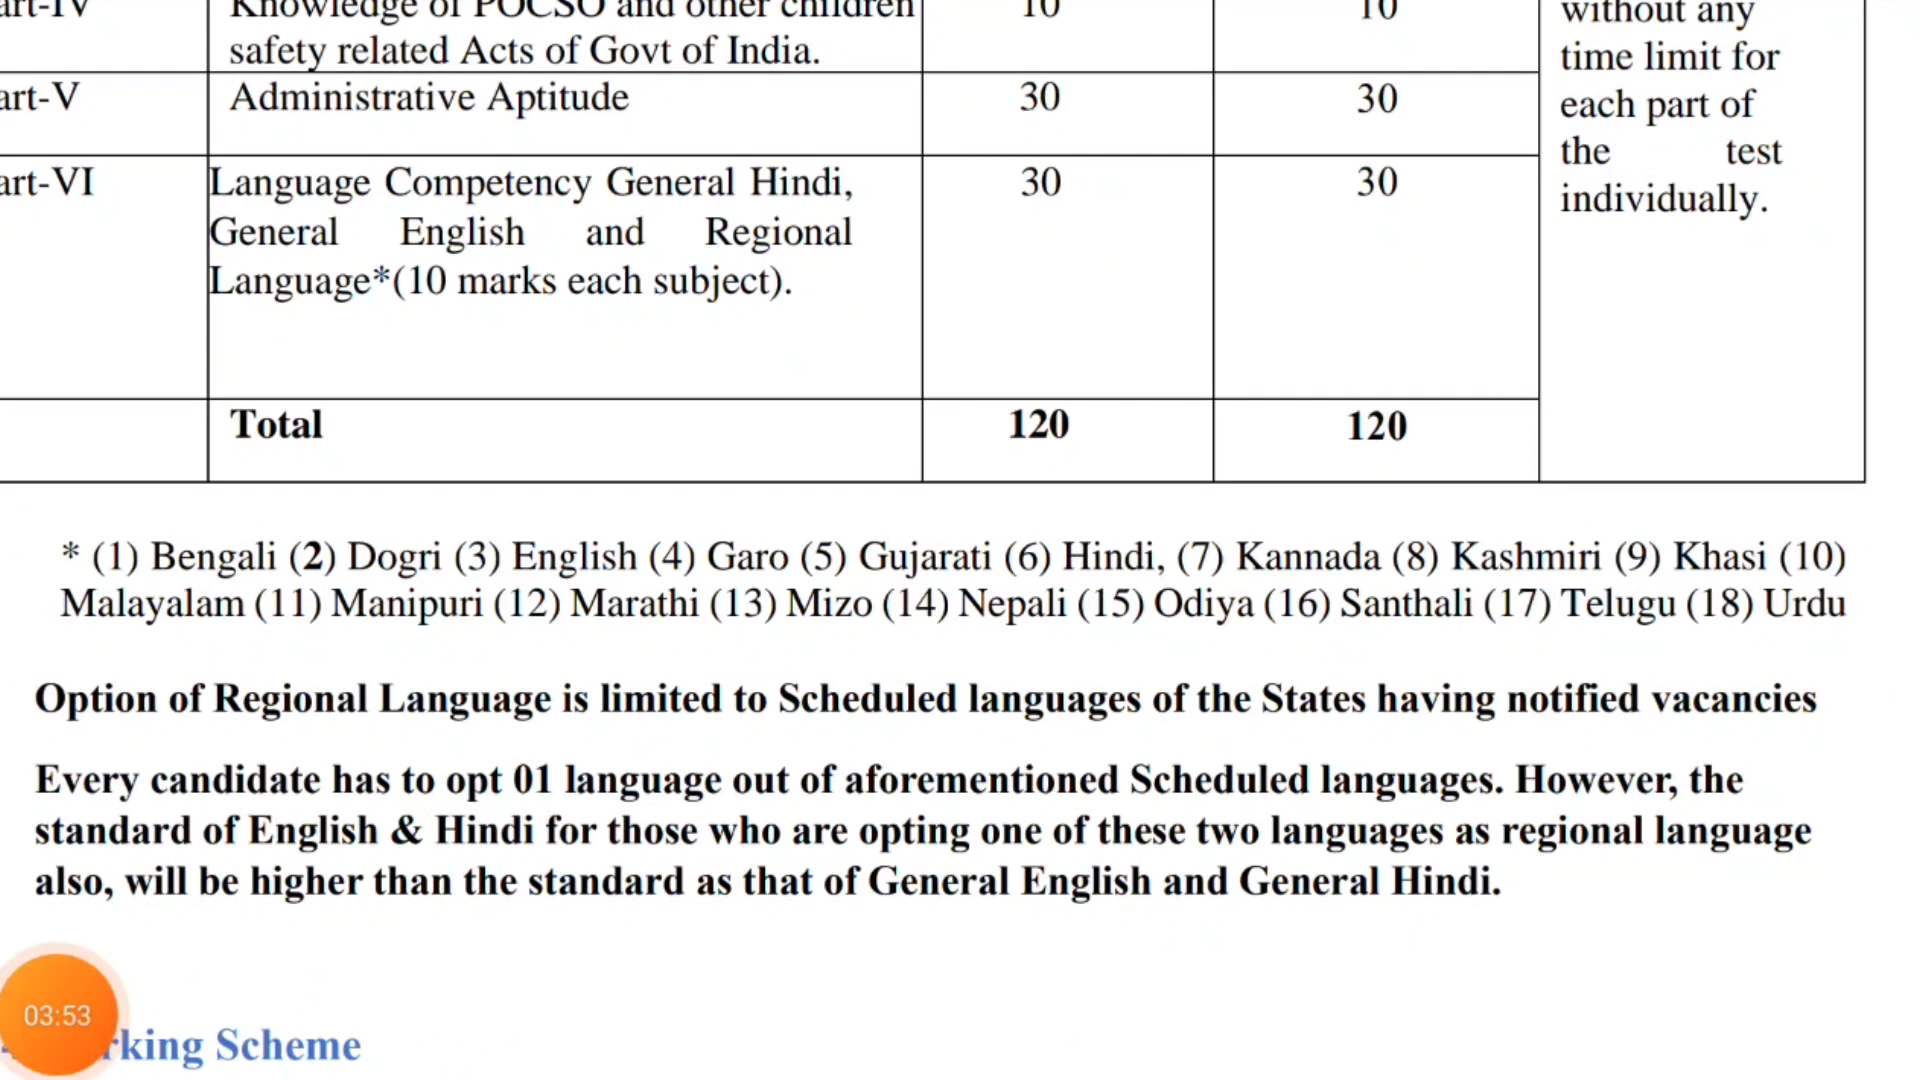 art-IV Knowledge of POCSO and other children 10 10 without any
safety related Acts of Govt of India. time limit for
art-V Administrative Aptitude 30 30 each part of
the test
art-VI Language Competency General Hindi, 30 30 individually.
General English and Regional
Language*(10 marks each subject).
Total 120 120
* (1) Bengali (2) Dogri (3) English (4) Garo (5) Gujarati (6) Hindi, (7) Kannada (8) Kashmiri (9) Khasi (10)
Malayalam (11) Manipuri (12) Marathi (13) Mizo (14) Nepali (15) Odiya (16) Santhali (17) Telugu (18) Urdu
Option of Regional Language is limited to Scheduled languages of the States having notified vacancies
Every candidate has to opt 01 language out of aforementioned Scheduled languages. However, the
standard of English & Hindi for those who are opting one of these two languages as regional language
also, will be higher than the standard as that of General English and General Hindi.
03:53
rking Scheme